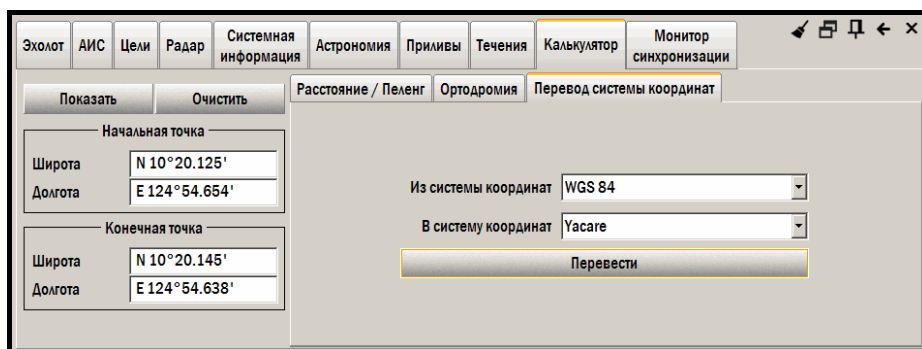 Эхолот АИС Цели Радар Системная информация Астрономия Приливы Течения Калькулятор Монитор синхронизации
Показать Очистить
Расстояние / Пеленг Ортодромия Перевод системы координат
Начальная точка
Широта N 10°20.125'
Долгота E 124°54.654'
Из системы координат WGS 84
В систему координат Yacare
Перевести
Конечная точка
Широта N 10°20.145'
Долгота E 124°54.638'